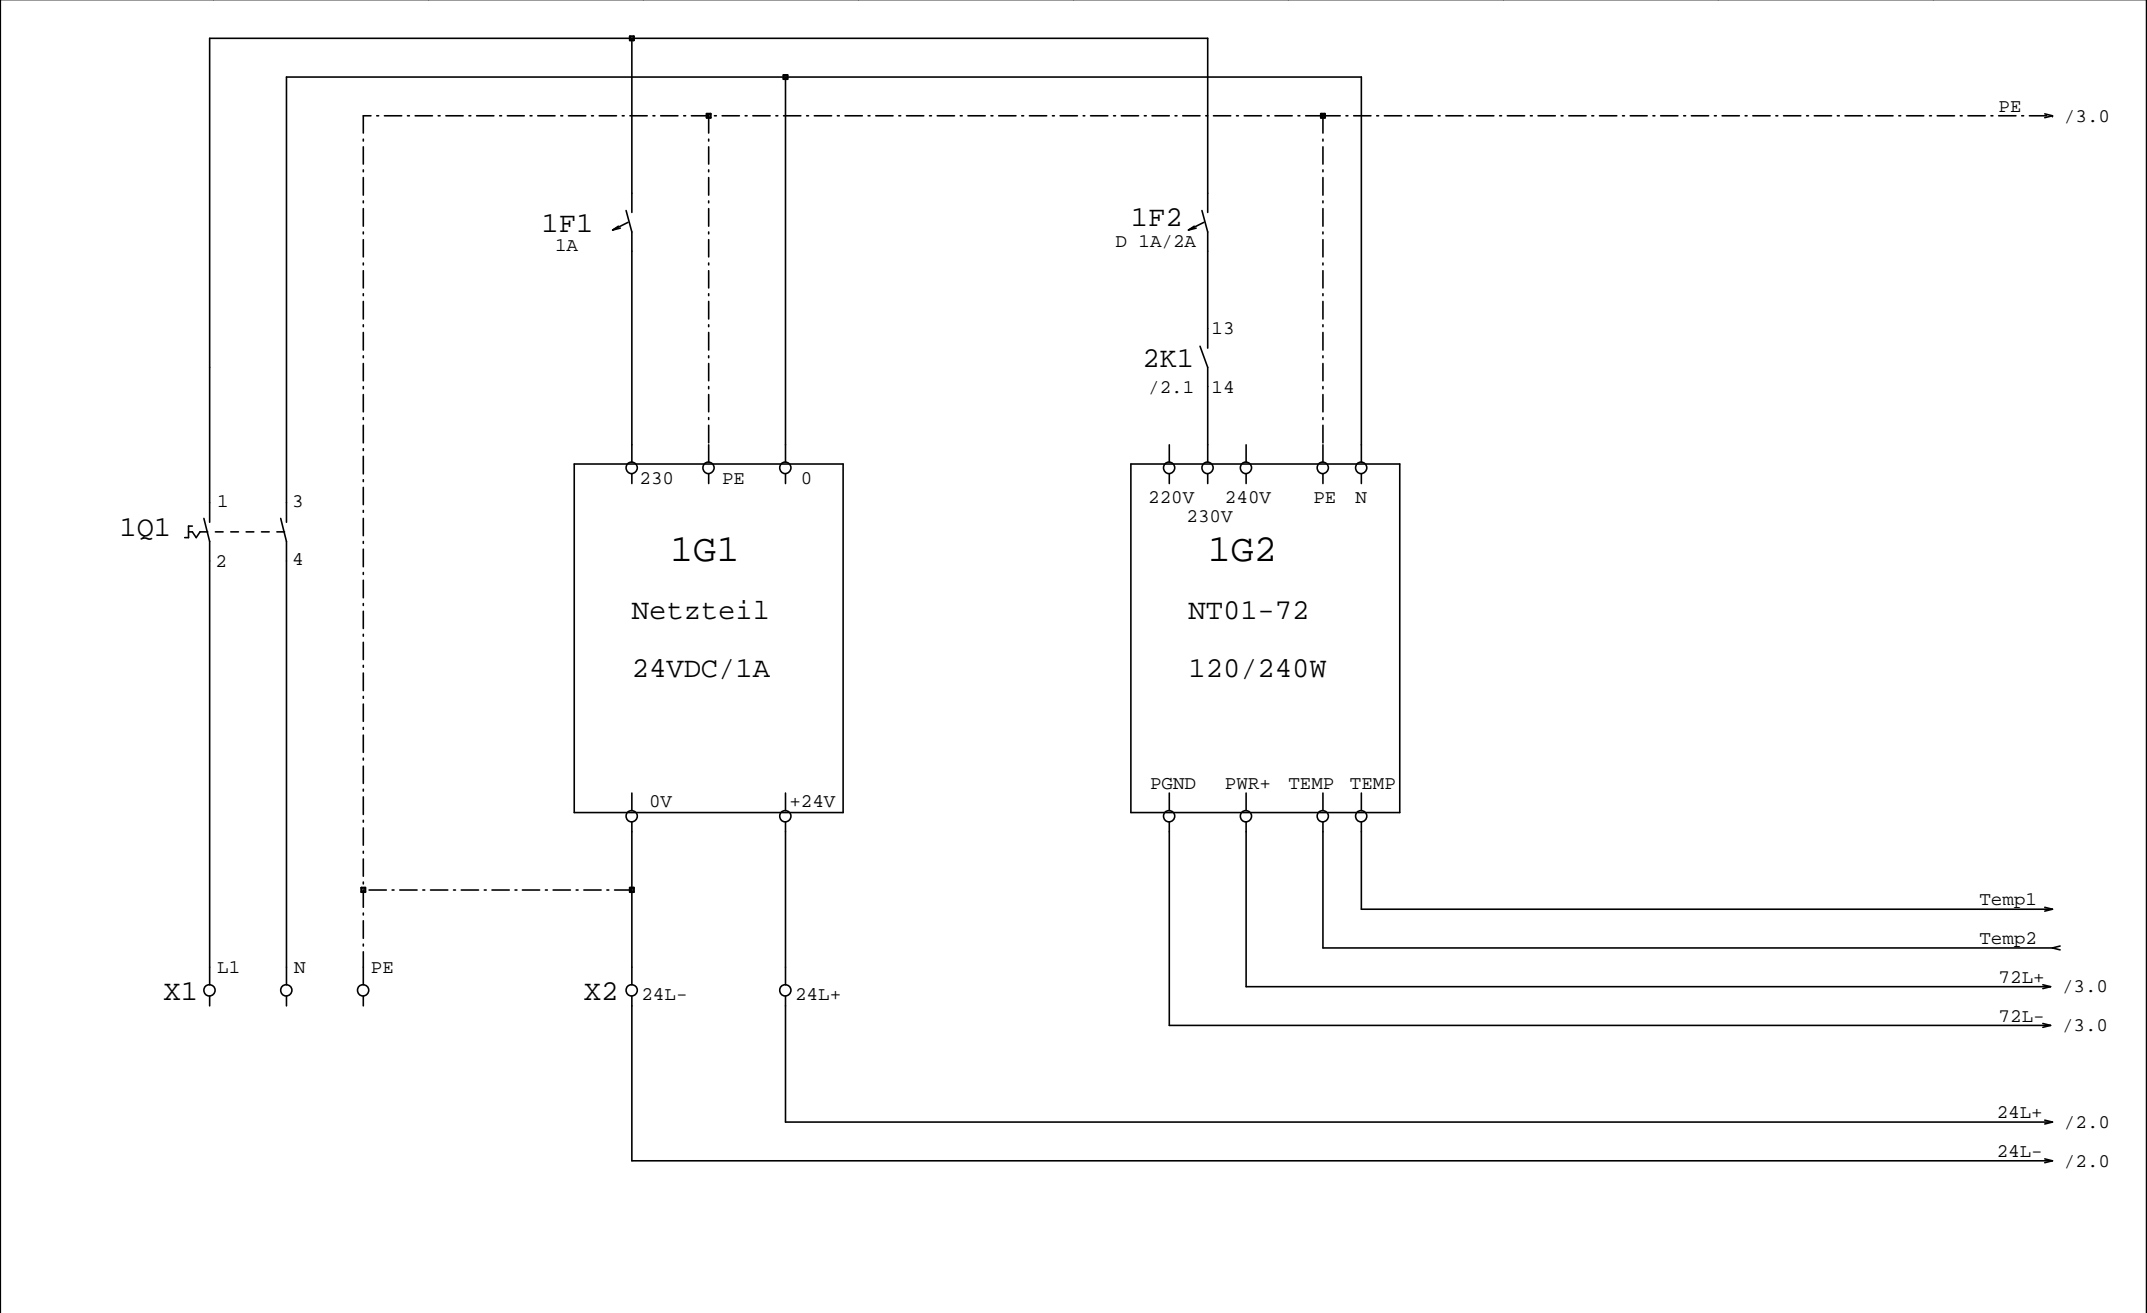 PE
/3.0
1F1
1A
1F2
D 1A/2A
13
2K1
/2.1 14
230 PE 0
220V 240V PE N
230V
1 3
1Q1
2 4
1G1
Netzteil
24VDC/1A
1G2
NT01-72
120/240W
0V +24V
PGND PWR+ TEMP TEMP
Temp1
Temp2
L1 N PE
X1
X2 24L- 24L+
72L+
/3.0
72L-
/3.0
24L+
/2.0
24L-
/2.0